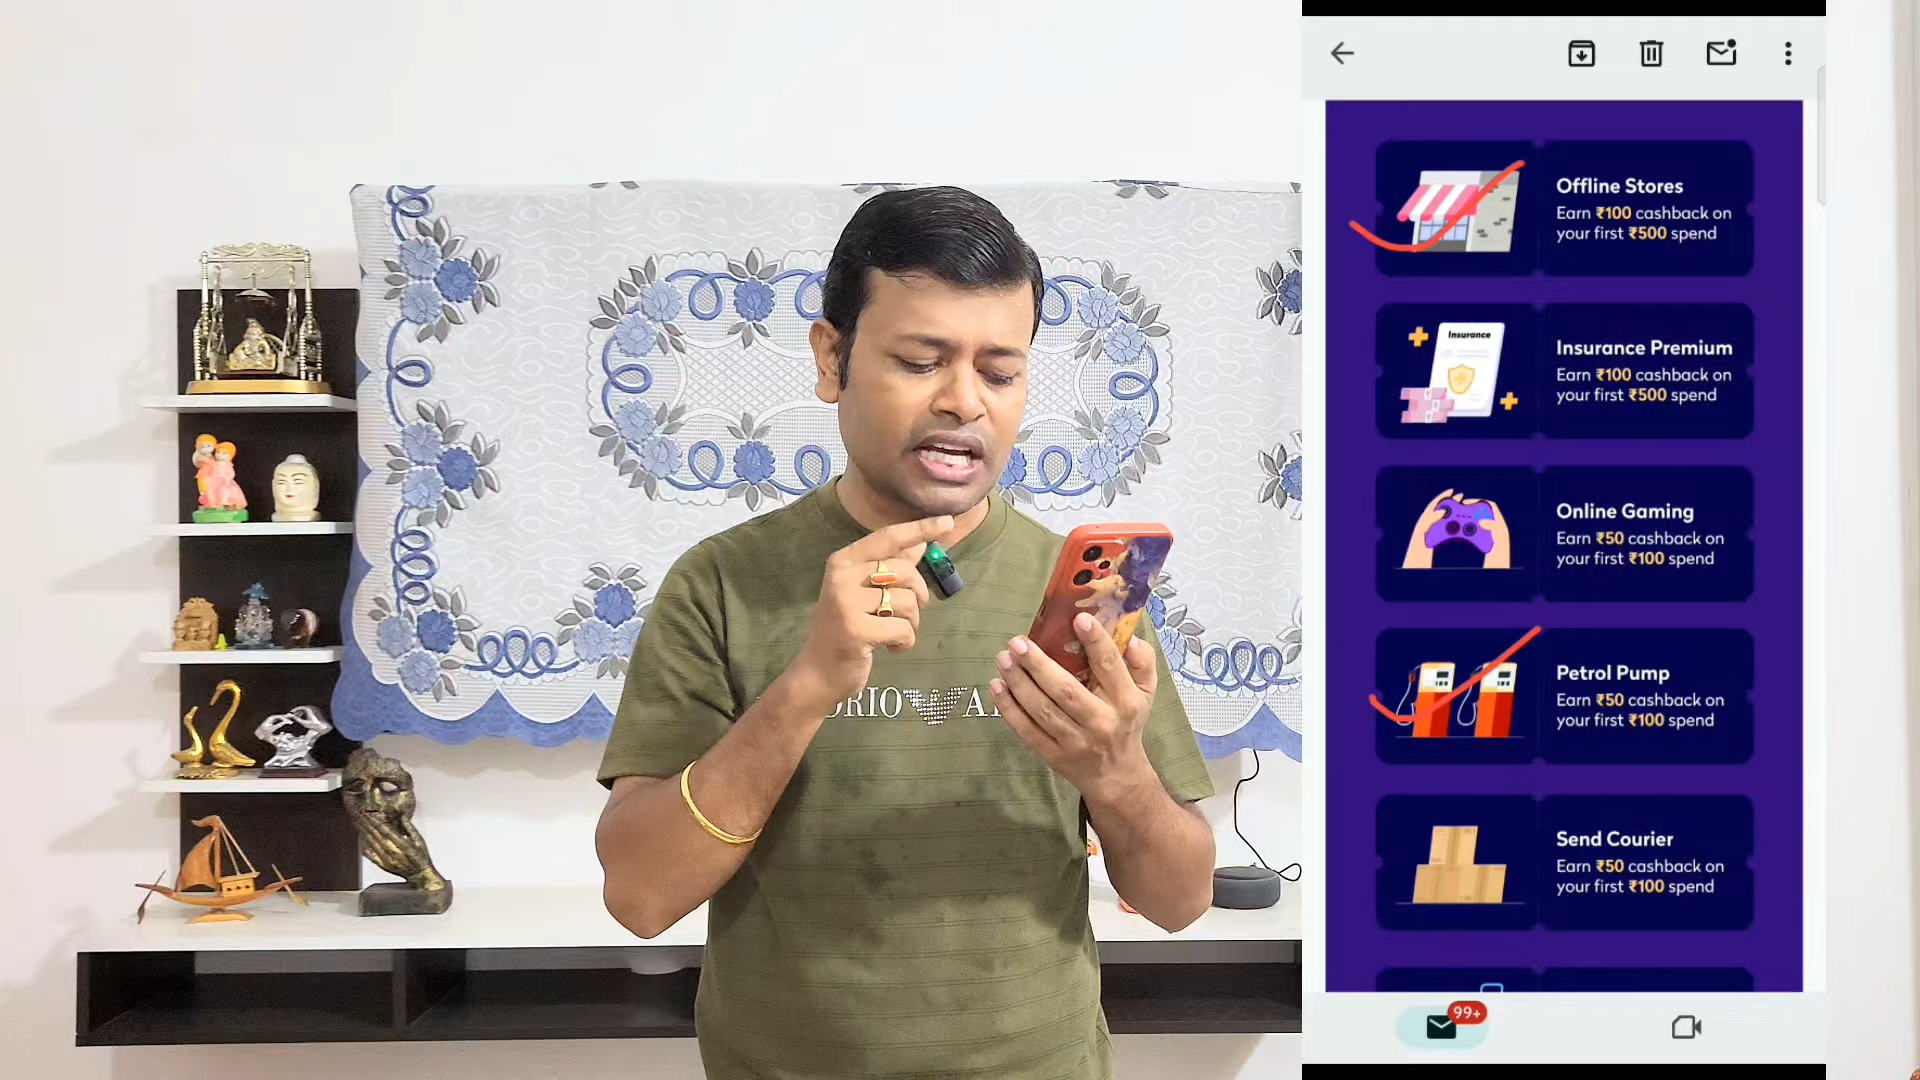 ORIO
A
Offline Stores
Earn ₹100 cashback on
your first ₹500 spend
Insurance
Insurance Premium
Earn ₹100 cashback on
your first ₹500 spend
Online Gaming
Earn ₹50 cashback on
your first ₹100 spend
Petrol Pump
Earn ₹50 cashback on
your first ₹100 spend
Send Courier
Earn ₹50 cashback on
your first ₹100 spend
99+